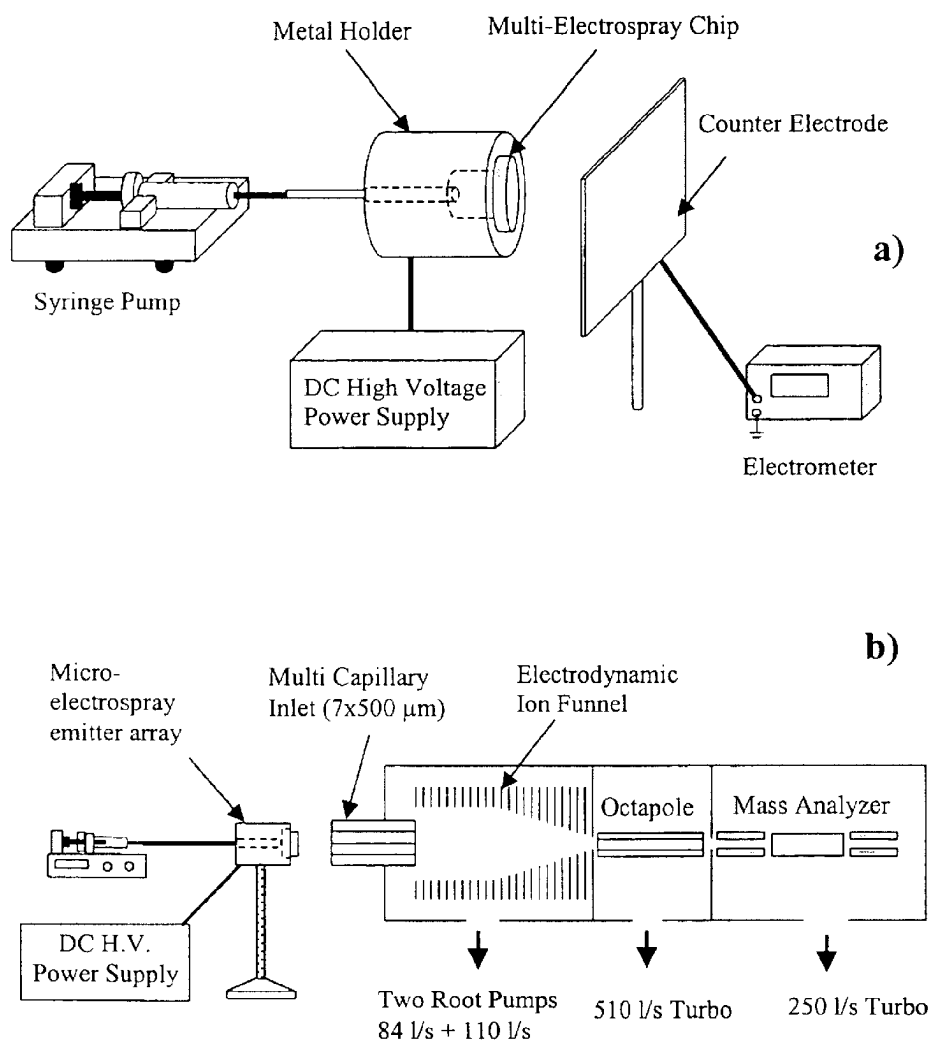 Metal Holder
Multi-Electrospray Chip
Counter Electrode
a)
Syringe Pump
DC High Voltage
Power Supply
Electrometer
b)
Micro-
electrospray
emitter array
Multi Capillary
Inlet (7x500 µm)
Electrodynamic
Ion Funnel
Octapole
Mass Analyzer
DC H.V.
Power Supply
Two Root Pumps
84 l/s + 110 l/s
510 l/s Turbo
250 l/s Turbo